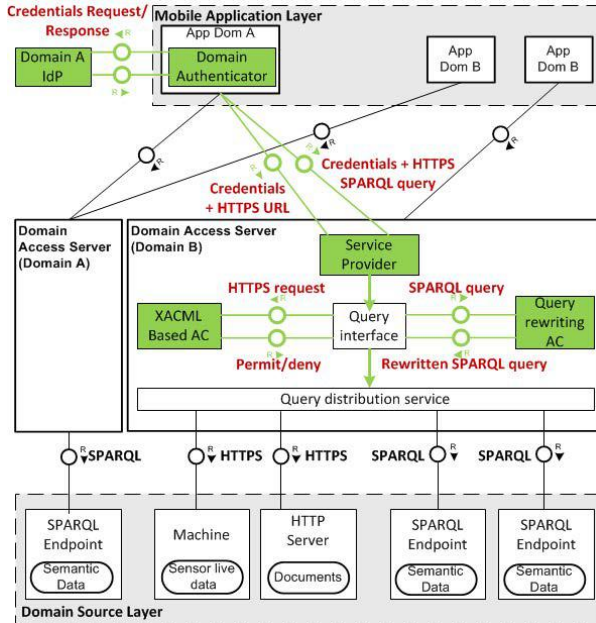 Credentials Request/
Response
Mobile Application Layer
App Dom A
R
Domain A
IdP
Domain
Authenticator
R
App
Dom B
App
Dom B
R
R
R
R
R
Credentials + HTTPS
SPARQL query
Credentials
+ HTTPS URL
Domain
Access Server
(Domain A)
Domain
Access Server
(Domain B)
Service
Provider
HTTPS request
SPARQL query
R
R
XACML
Based AC
Query
interface
Query
rewriting
AC
R
R
Permit/deny
Rewritten SPARQL query
Query distribution service
R
SPARQL
R
HTTPS
R
HTTPS
SPARQL
R
SPARQL
R
SPARQL
Endpoint
Semantic
Data
Machine
Sensor live
data
HTTP
Server
Documents
SPARQL
Endpoint
Semantic
Data
SPARQL
Endpoint
Semantic
Data
Domain Source Layer